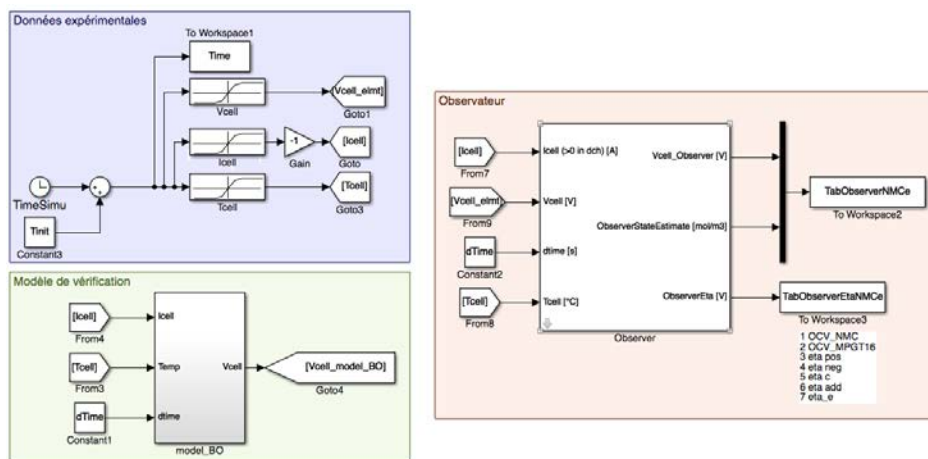 Données expérimentales
To Workspace1
Time
Vcell
[Vcell_elmt]
Goto1
Icell
-1
Gain
[Icell]
Goto
Tcell
[Tcell]
Goto3
TimeSimu
Tinit
Constant3
Modèle de vérification
[Icell]
From4
[Tcell]
From3
dTime
Constant1
Icell
Temp
dtime
Vcell
model_BO
[Vcell_model_BO]
Goto4
Observateur
[Icell]
From7
[Vcell_elmt]
From9
dTime
Constant2
[Tcell]
From8
Icell (>0 in dch) [A]
Vcell [V]
dtime [s]
Tcell [°C]
Vcell_Observer [V]
ObserverStateEstimate [mol/m3]
ObserverEta [V]
Observer
TabObserverNMCe
To Workspace2
TabObserverEtaNMCe
To Workspace3
1 OCV_NMC
2 OCV_MPGT16
3 eta pos
4 eta neg
5 eta c
6 eta add
7 eta_e